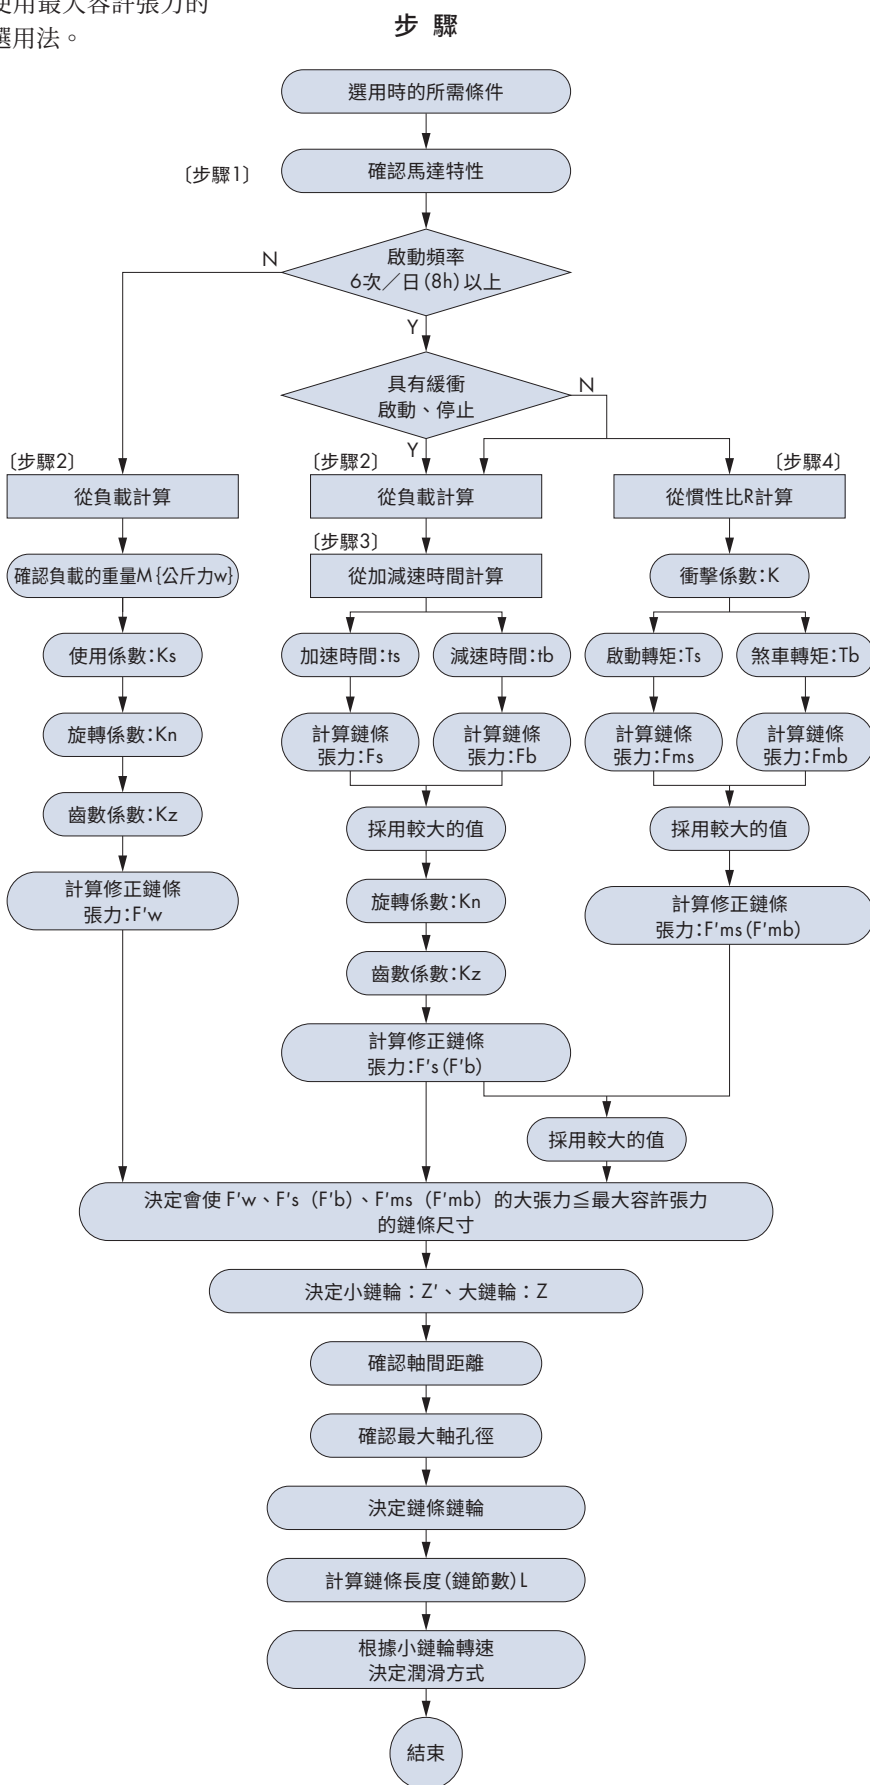 使用最大容許張力的
選用法。
步 驟
選用時的所需條件
〔步驟1〕
確認馬達特性
啟動頻率
6次／日(8h)以上
N
Y
具有緩衝
啟動、停止
N
Y
〔步驟2〕
從負載計算
確認負載的重量M{公斤力w}
使用係數:Ks
旋轉係數:Kn
齒數係數:Kz
計算修正鏈條
張力:F'w
〔步驟2〕
從負載計算
〔步驟3〕
從加減速時間計算
加速時間:ts
減速時間:tb
計算鏈條
張力:Fs
計算鏈條
張力:Fb
採用較大的值
旋轉係數:Kn
齒數係數:Kz
計算修正鏈條
張力:F's(F'b)
〔步驟4〕
從慣性比R計算
衝擊係數:K
啟動轉矩:Ts
煞車轉矩:Tb
計算鏈條
張力:Fms
計算鏈條
張力:Fmb
採用較大的值
計算修正鏈條
張力:F'ms(F'mb)
採用較大的值
決定會使 F'w、F's（F'b）、F'ms（F'mb）的大張力≦最大容許張力
的鏈條尺寸
決定小鏈輪：Z'、大鏈輪：Z
確認軸間距離
確認最大軸孔徑
決定鏈條鏈輪
計算鏈條長度(鏈節數)L
根據小鏈輪轉速
決定潤滑方式
結束